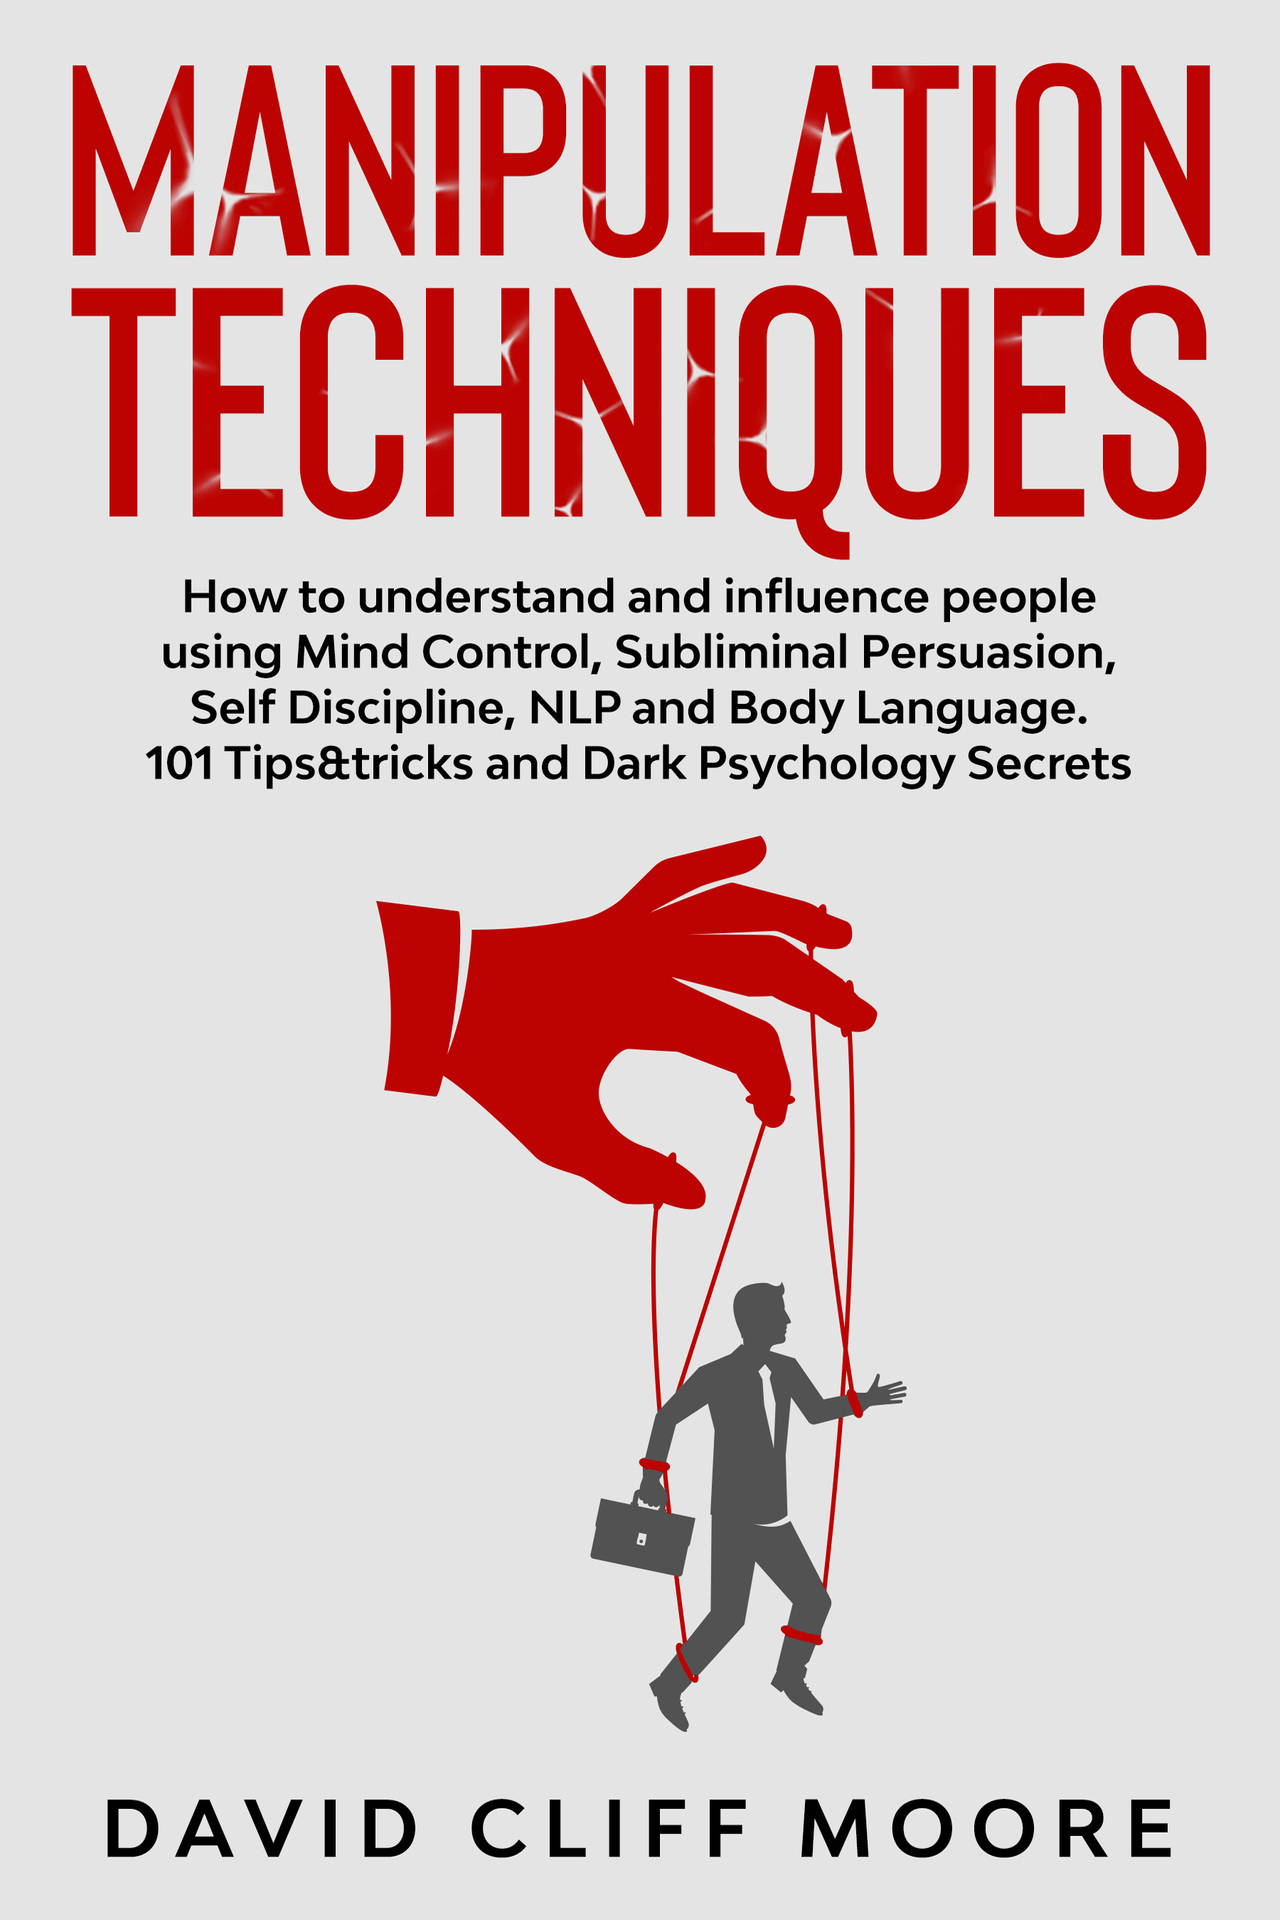 MANIPULATION
TECHNIQUES
How to understand and influence people
using Mind Control, Subliminal Persuasion,
Self Discipline, NLP and Body Language.
101 Tips&tricks and Dark Psychology Secrets
DAVID CLIFF MOORE